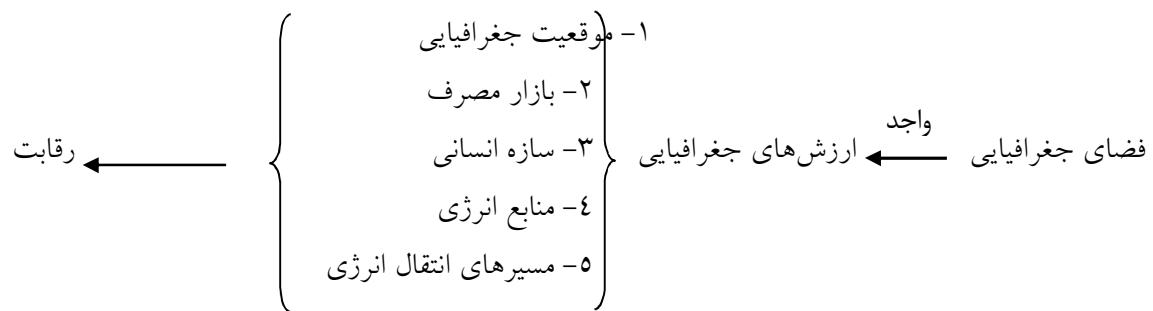 فضای جغرافیایی
واجد
ارزش‌های جغرافیایی
۱- موقعیت جغرافیایی
۲- بازار مصرف
۳- سازه انسانی
٤- منابع انرژی
۵- مسیرهای انتقال انرژی
رقابت